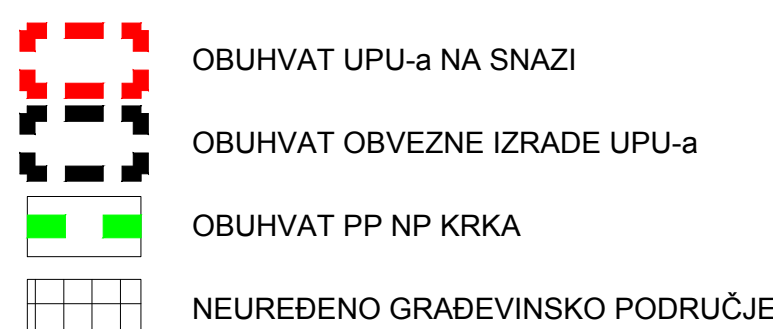 OBUHVAT UPU-a NA SNAZI
OBUHVAT OBVEZNE IZRADE UPU-a
OBUHVAT PP NP KRKA
NEUREĐENO GRAĐEVINSKO PODRUČJE